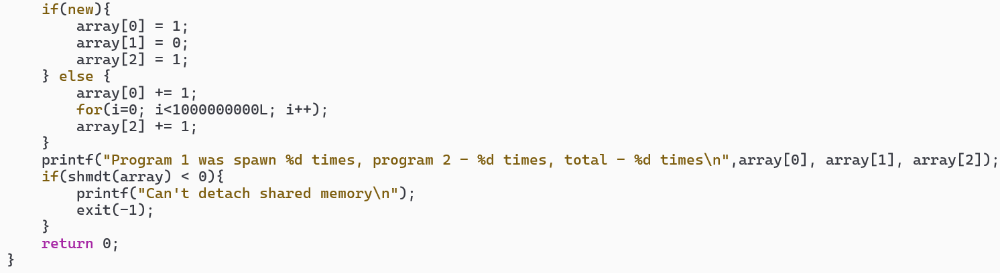 if(new){
array[0] = 1;
array[1] = 0;
array[2] = 1;
} else {
array[0] += 1;
for(i=0; i<1000000000L; i++);
array[2] += 1;
}
printf("Program 1 was spawn %d times, program 2 - %d times, total - %d times\n",array[0], array[1], array[2]);
if(shmdt(array) < 0){
printf("Can't detach shared memory\n");
exit(-1);
}
return 0;
}